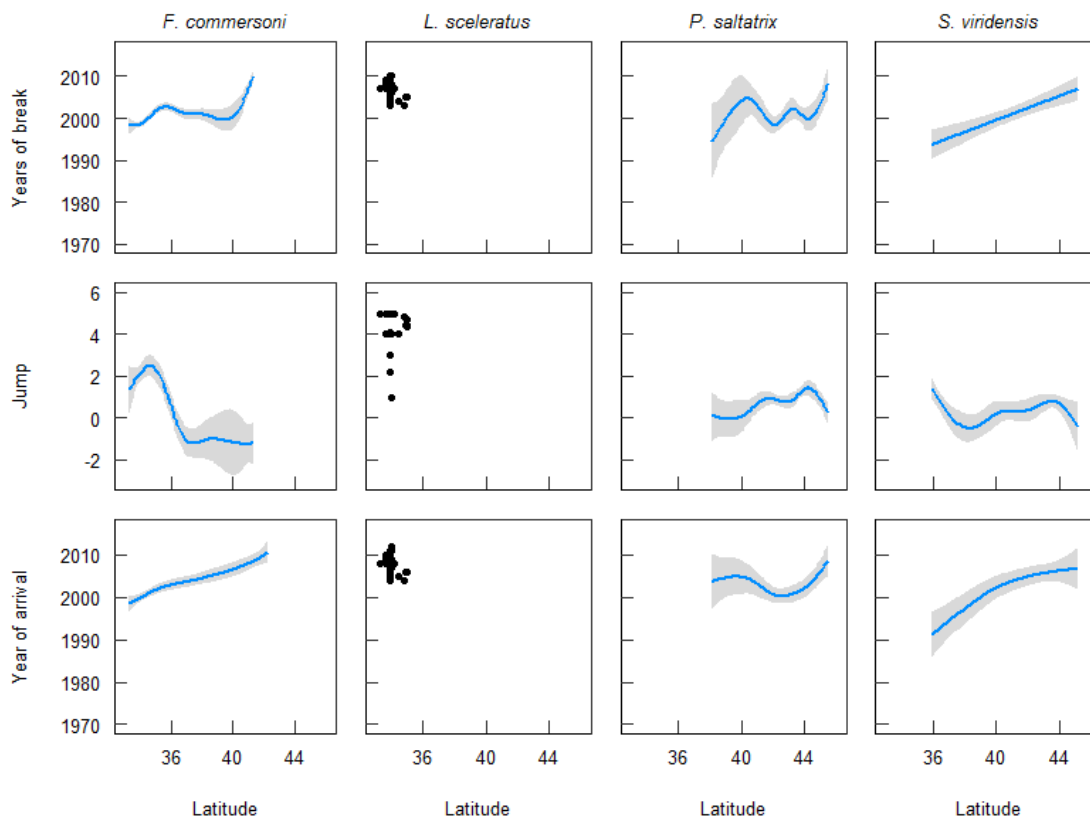 F. commersoni L. sceleratus P. saltatrix S. viridensis
Years of break
2010
2000
1990
1980
1970
Jump
6
4
2
0
-2
Year of arrival
2010
2000
1990
1980
1970
36 40 44 36 40 44 36 40 44 36 40 44
Latitude Latitude Latitude Latitude